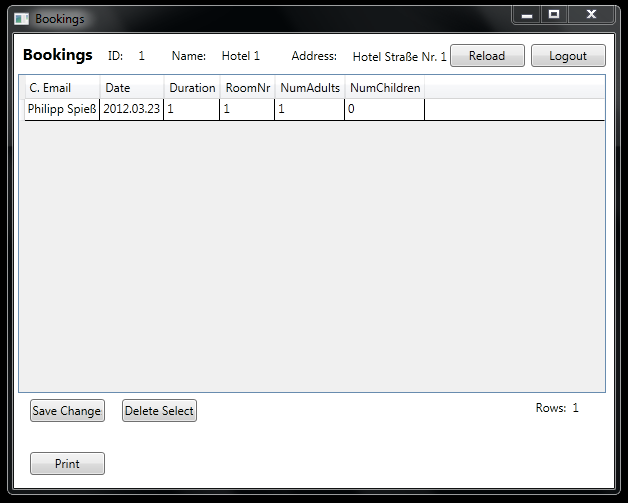 Bookings
Bookings ID: 1 Name: Hotel 1 Address: Hotel Straße Nr. 1 Reload Logout
C. Email Date Duration RoomNr NumAdults NumChildren
Philipp Spieß 2012.03.23 1 1 1 0
Save Change Delete Select Rows: 1
Print